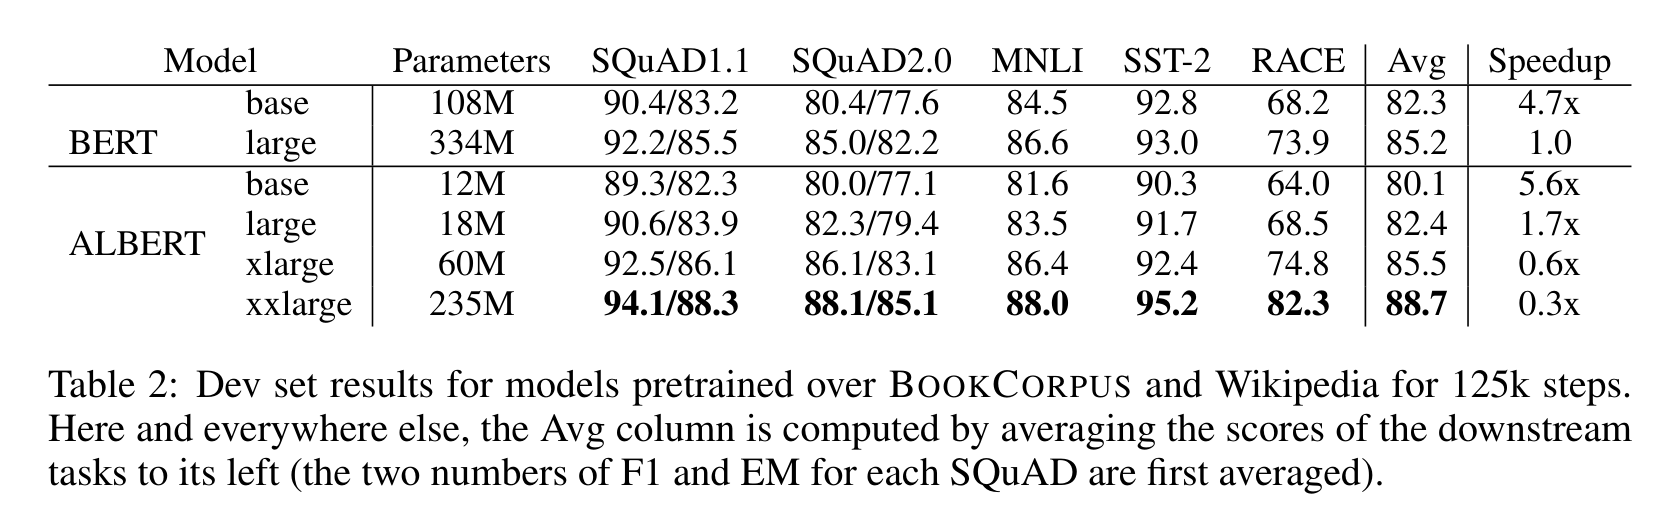 Model Parameters SQuAD1.1 SQuAD2.0 MNLI SST-2 RACE Avg Speedup
BERT base 108M 90.4/83.2 80.4/77.6 84.5 92.8 68.2 82.3 4.7x
large 334M 92.2/85.5 85.0/82.2 86.6 93.0 73.9 85.2 1.0
ALBERT base 12M 89.3/82.3 80.0/77.1 81.6 90.3 64.0 80.1 5.6x
large 18M 90.6/83.9 82.3/79.4 83.5 91.7 68.5 82.4 1.7x
xlarge 60M 92.5/86.1 86.1/83.1 86.4 92.4 74.8 85.5 0.6x
xxlarge 235M 94.1/88.3 88.1/85.1 88.0 95.2 82.3 88.7 0.3x
Table 2: Dev set results for models pretrained over BOOKCORPUS and Wikipedia for 125k steps.
Here and everywhere else, the Avg column is computed by averaging the scores of the downstream
tasks to its left (the two numbers of F1 and EM for each SQuAD are first averaged).